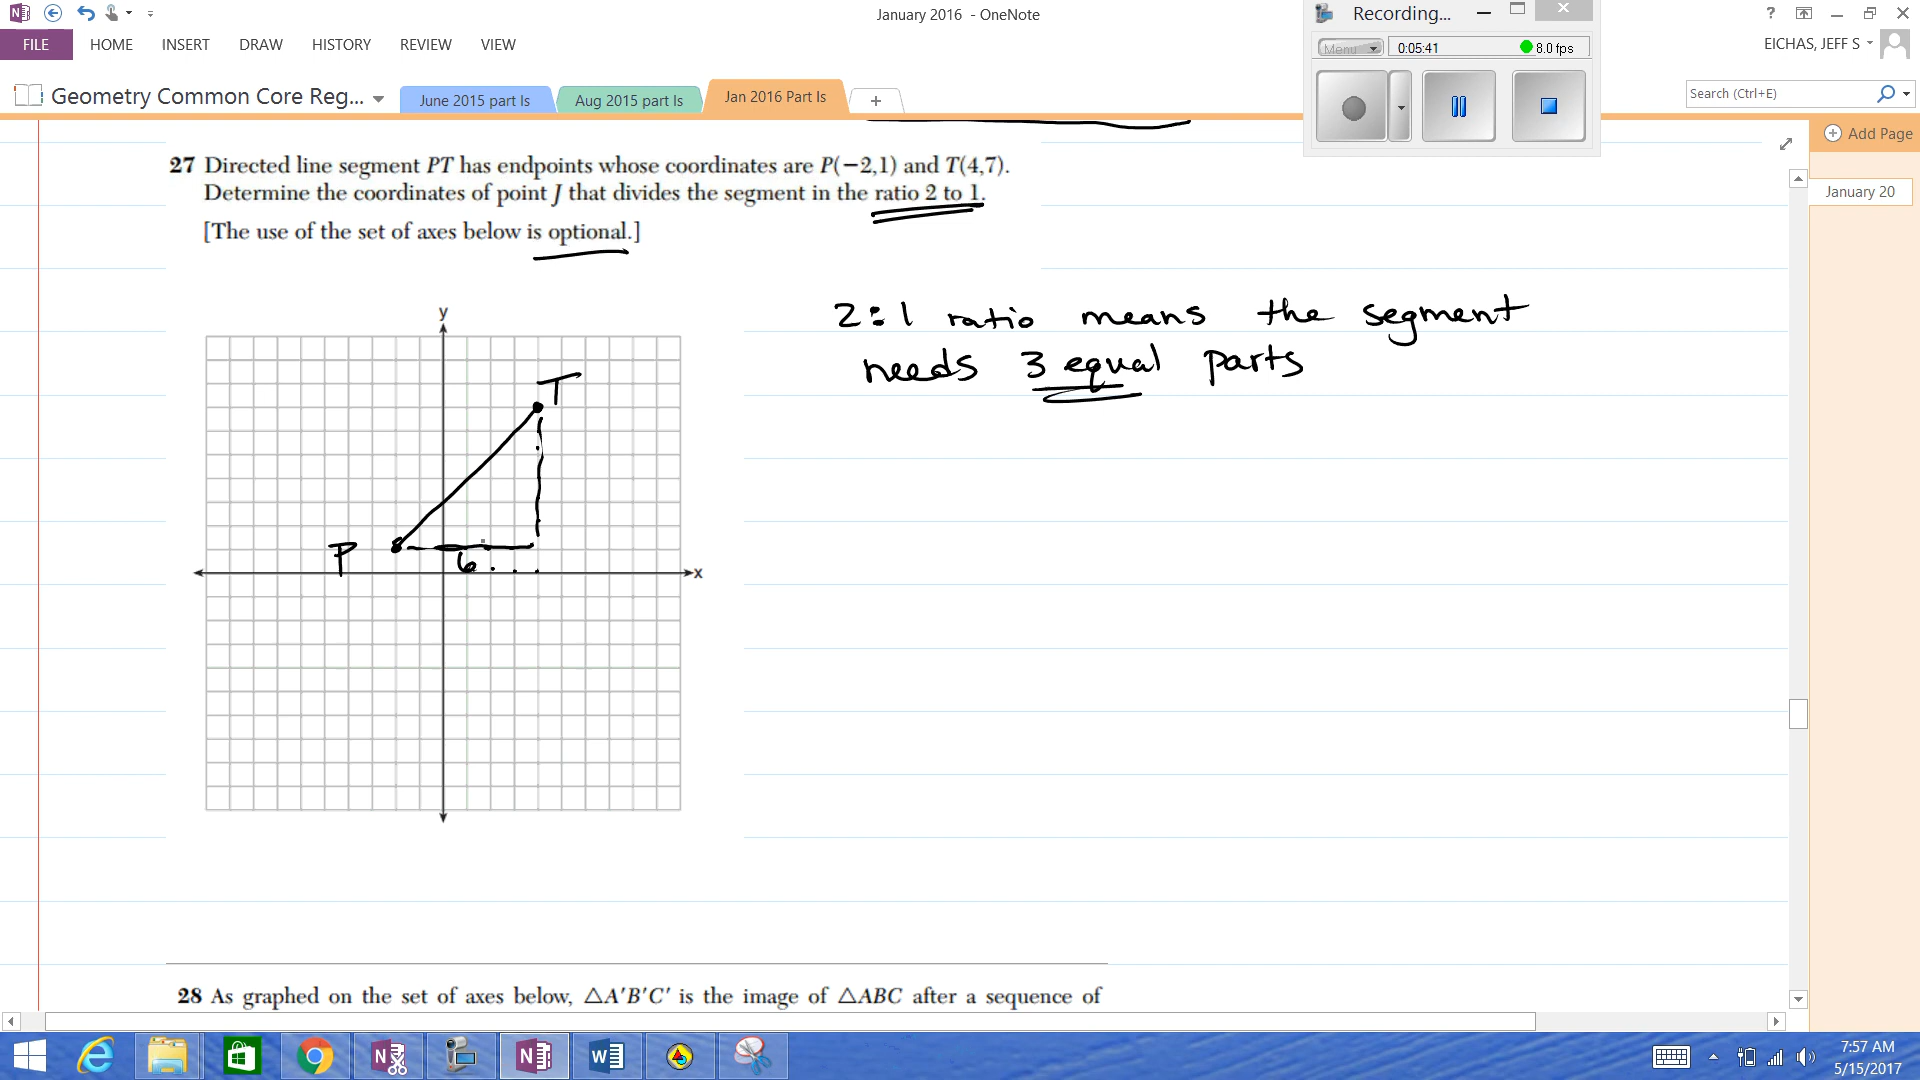 January 2016 - OneNote
Recording...
FILE HOME INSERT DRAW HISTORY REVIEW VIEW
Menu 0:05:41 8.0 fps
? EICHAS, JEFF S
Geometry Common Core Reg... June 2015 part Is Aug 2015 part Is Jan 2016 Part Is +
Search (Ctrl+E)
Add Page
January 20
27 Directed line segment PT has endpoints whose coordinates are P(−2,1) and T(4,7).
Determine the coordinates of point J that divides the segment in the ratio 2 to 1.
[The use of the set of axes below is optional.]
2:1 ratio means the segment
needs 3 equal parts
y
T
P
6
x
28 As graphed on the set of axes below, △A′B′C′ is the image of △ABC after a sequence of
7:57 AM
5/15/2017